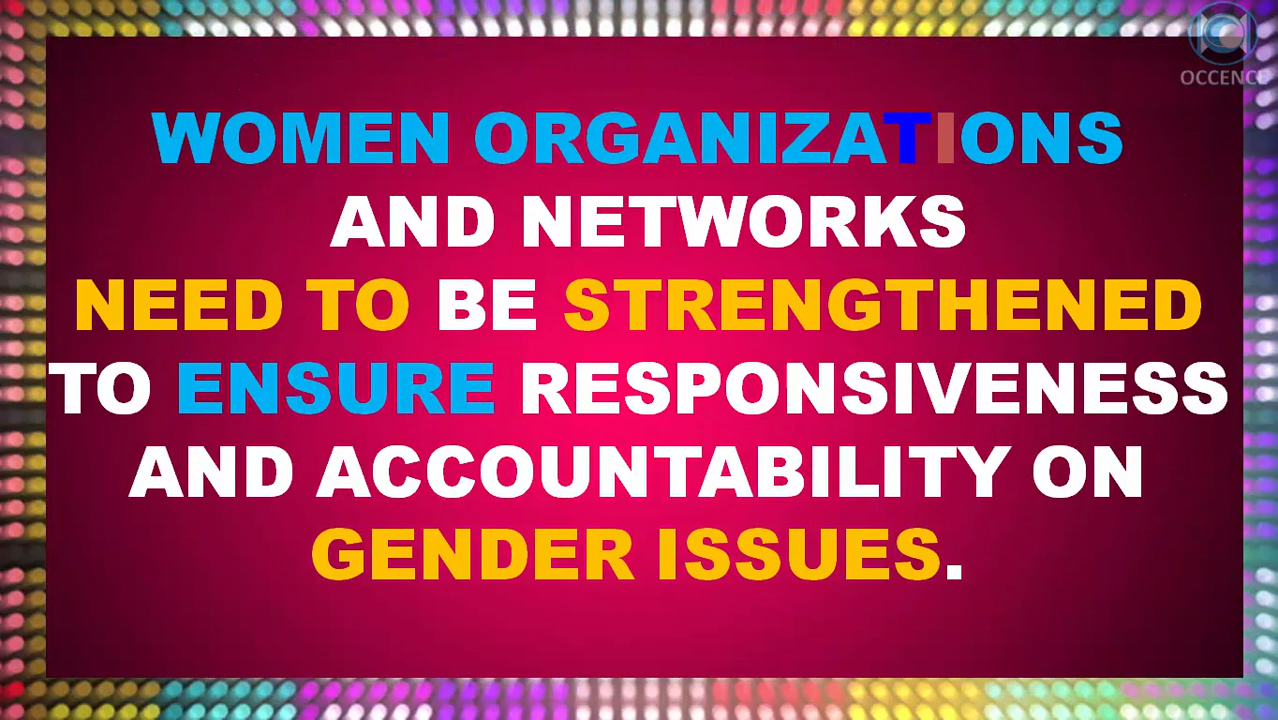 OCCENCE
WOMEN ORGANIZATIONS
AND NETWORKS
NEED TO BE STRENGTHENED
TO ENSURE RESPONSIVENESS
AND ACCOUNTABILITY ON
GENDER ISSUES.